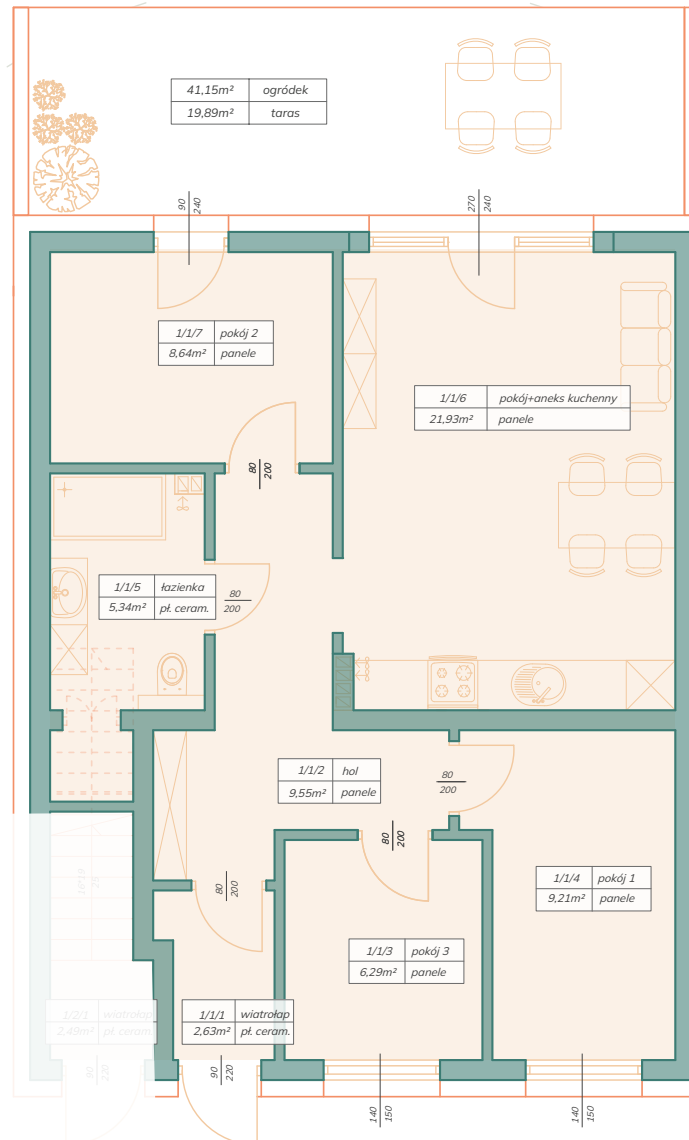 41,15m² ogródek
19,89m² taras
90
240
270
240
1/1/7 pokój 2
8,64m² panele
1/1/6 pokój+aneks kuchenny
21,93m² panele
80
200
1/1/5 łazienka
5,34m² pł. ceram.
80
200
1/1/2 hol
9,55m² panele
80
200
80
200
80
200
1/1/4 pokój 1
9,21m² panele
1/1/3 pokój 3
6,29m² panele
1/2/1 wiatrołap
2,49m² pł. ceram.
1/1/1 wiatrołap
2,63m² pł. ceram.
80
220
90
220
140
150
140
150